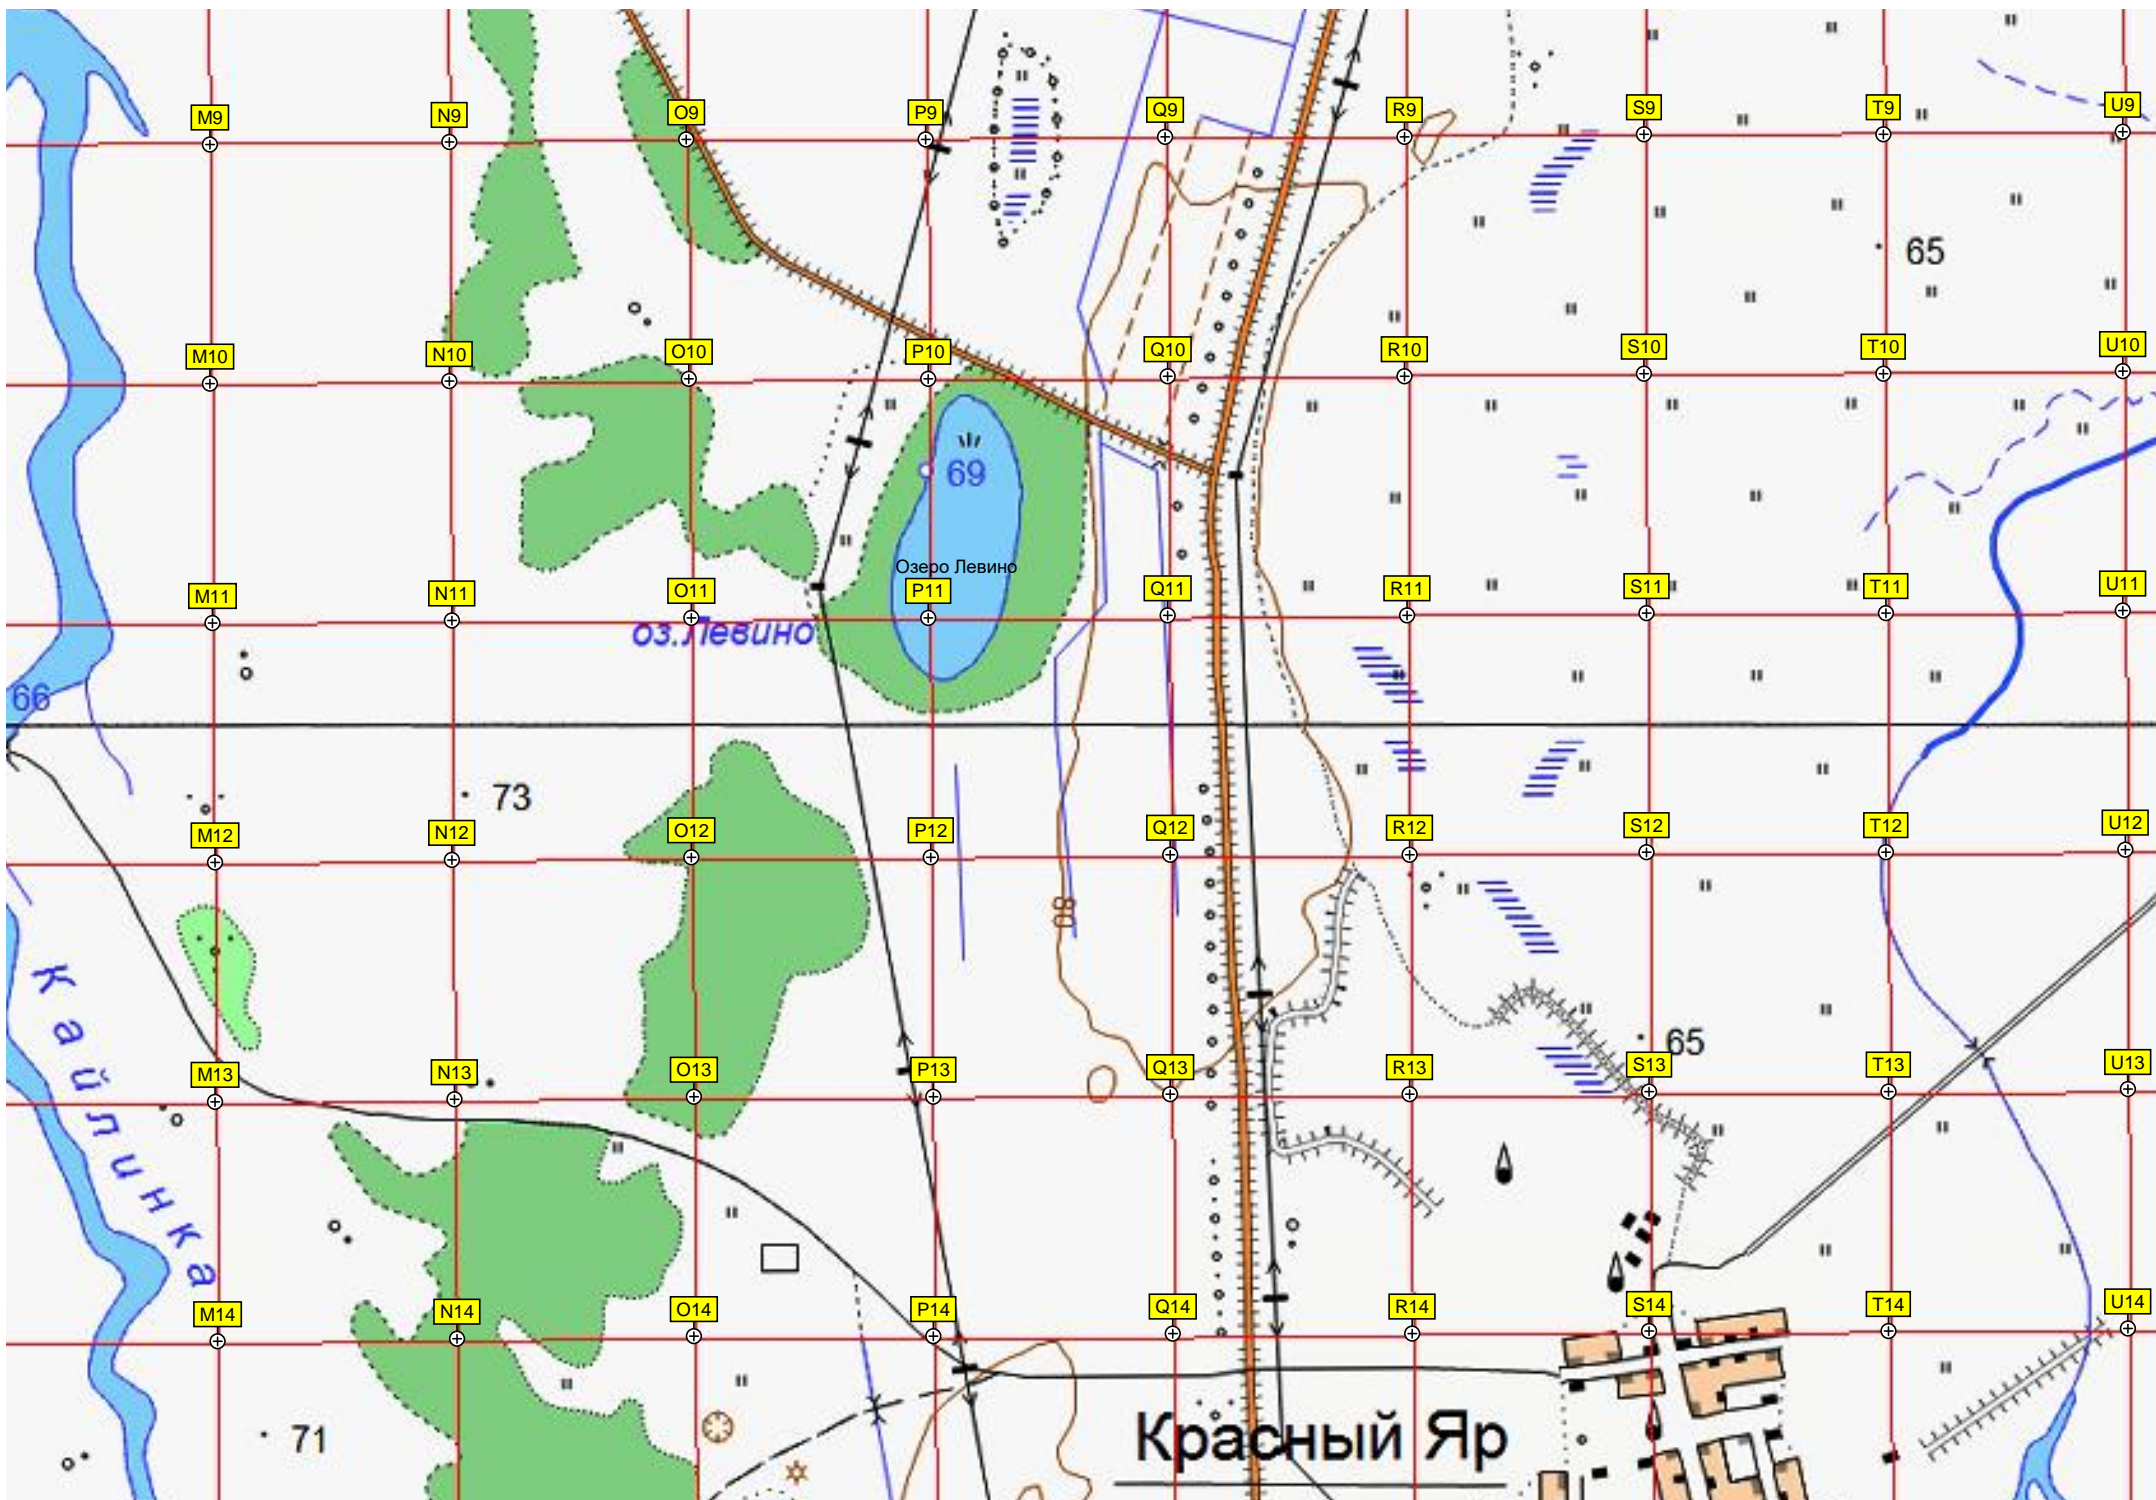 M9 N9 O9 P9 Q9 R9 S9 T9 U9
65
M10 N10 O10 P10 Q10 R10 S10 T10 U10
69
Озеро Левино
M11 N11 O11 P11 Q11 R11 S11 T11 U11
оз.Левино
66
73
M12 N12 O12 P12 Q12 R12 S12 T12 U12
80
Кайлинка
65
M13 N13 O13 P13 Q13 R13 S13 T13 U13
M14 N14 O14 P14 Q14 R14 S14 T14 U14
71
Красный Яр